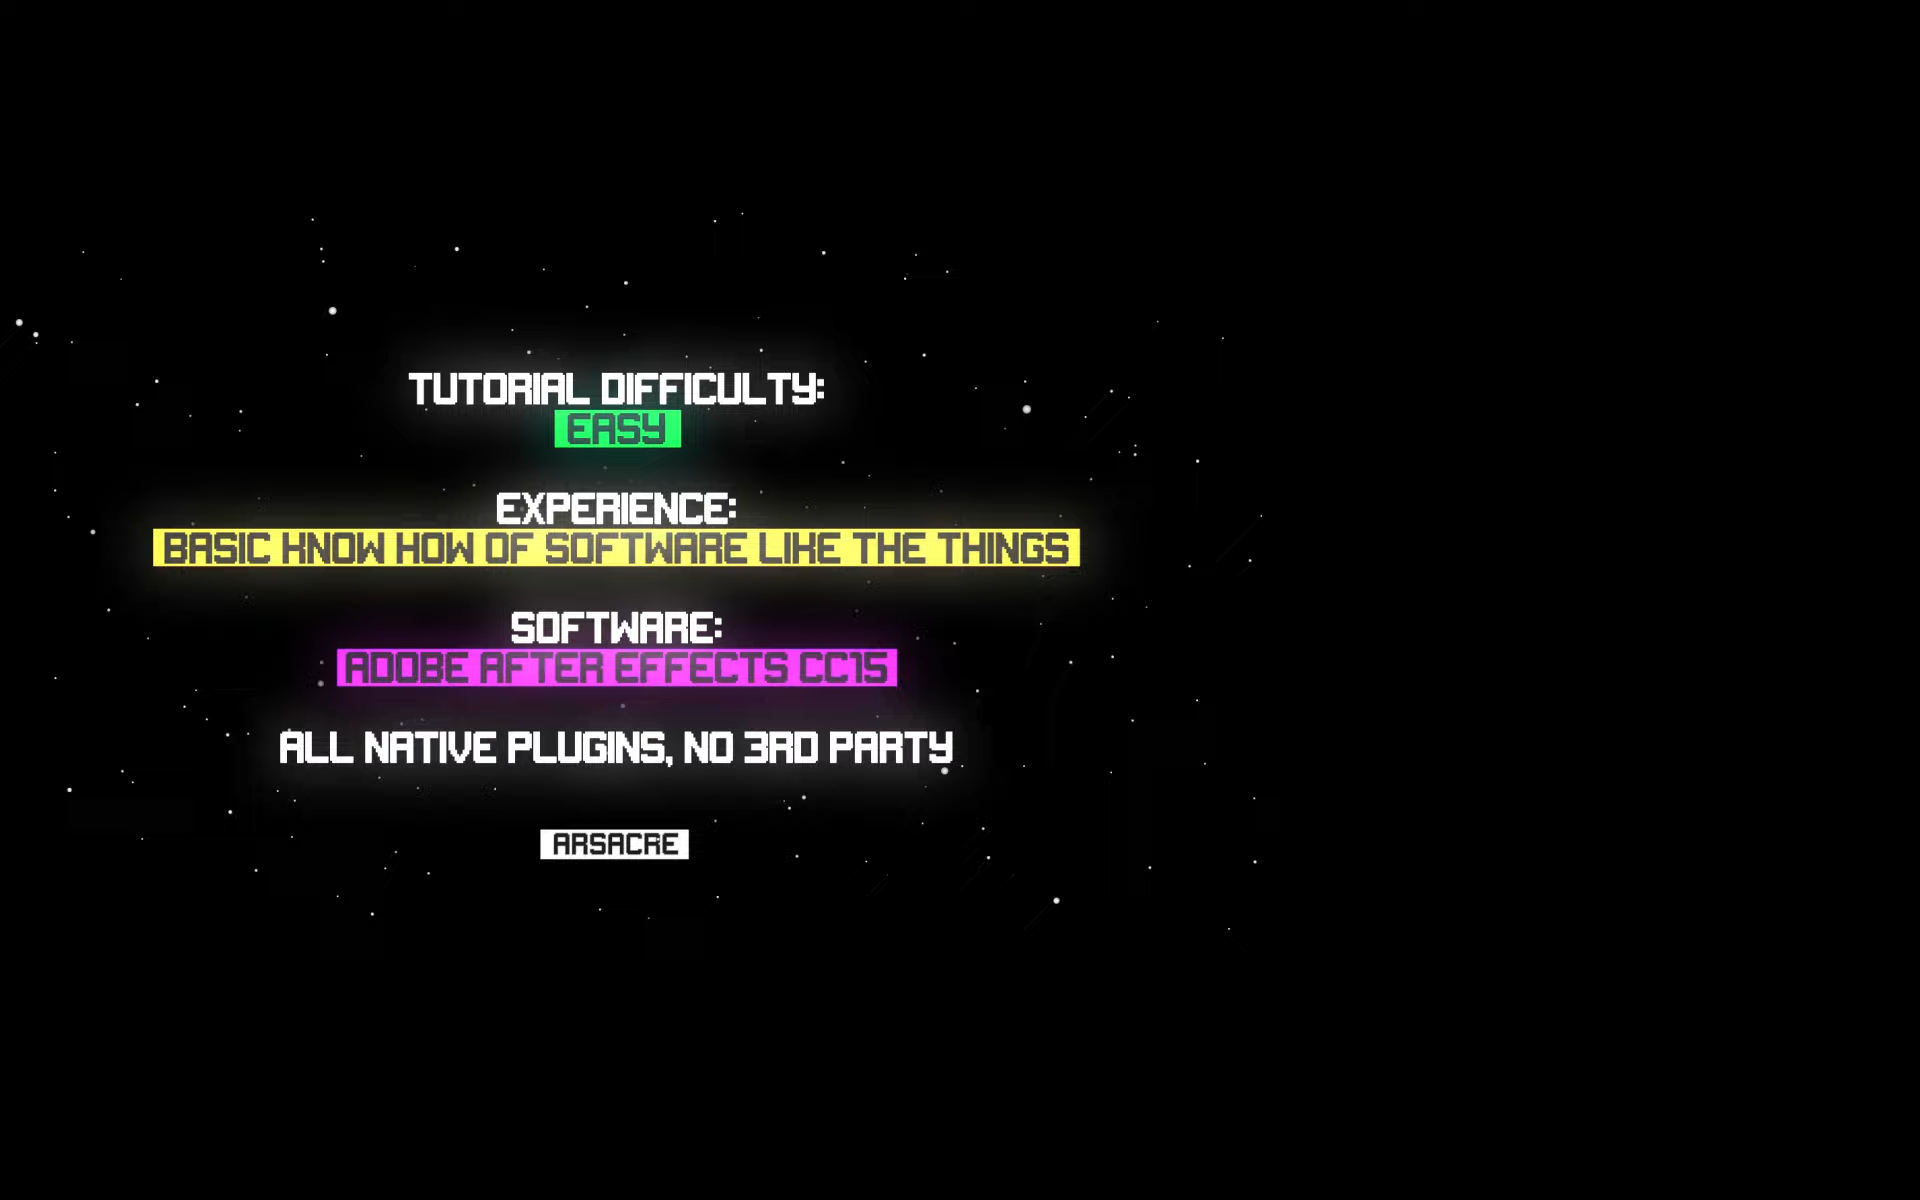 TUTORIAL DIFFICULTY:
EASY
EXPERIENCE:
BASIC KNOW HOW OF SOFTWARE LIKE THE THINGS
SOFTWARE:
ADOBE AFTER EFFECTS CC15
ALL NATIVE PLUGINS, NO 3RD PARTY
ARSACRE